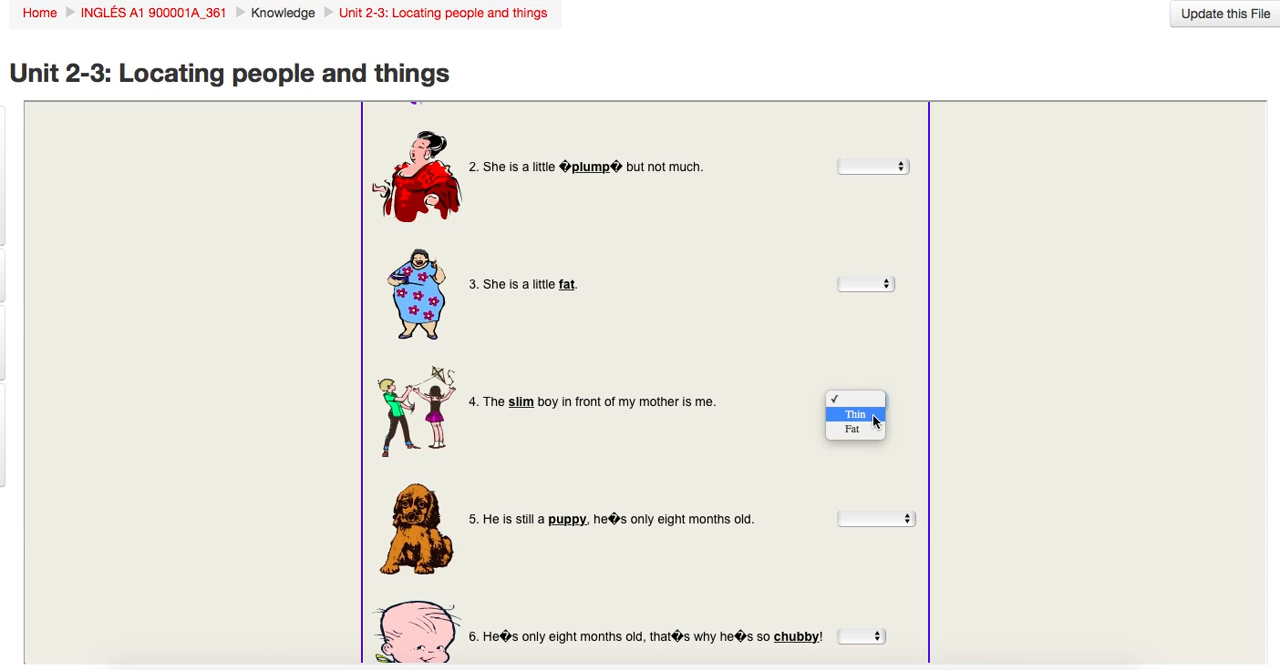 Home INGLÉS A1 900001A_361 Knowledge Unit 2-3: Locating people and things
Update this File
Unit 2-3: Locating people and things
2. She is a little �plump� but not much.
3. She is a little fat.
4. The slim boy in front of my mother is me.
✓
Thin
Fat
5. He is still a puppy, he�s only eight months old.
6. He�s only eight months old, that�s why he�s so chubby!